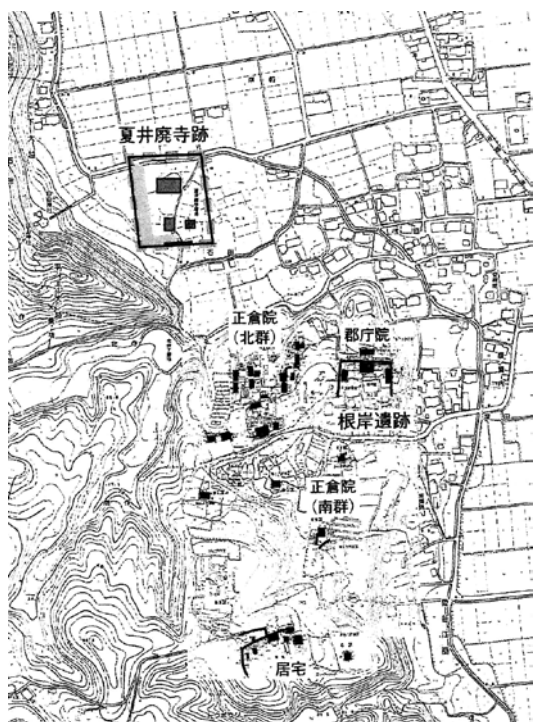 夏井廃寺跡
正倉院
(北群)
郡庁院
根岸遺跡
正倉院
(南群)
居宅